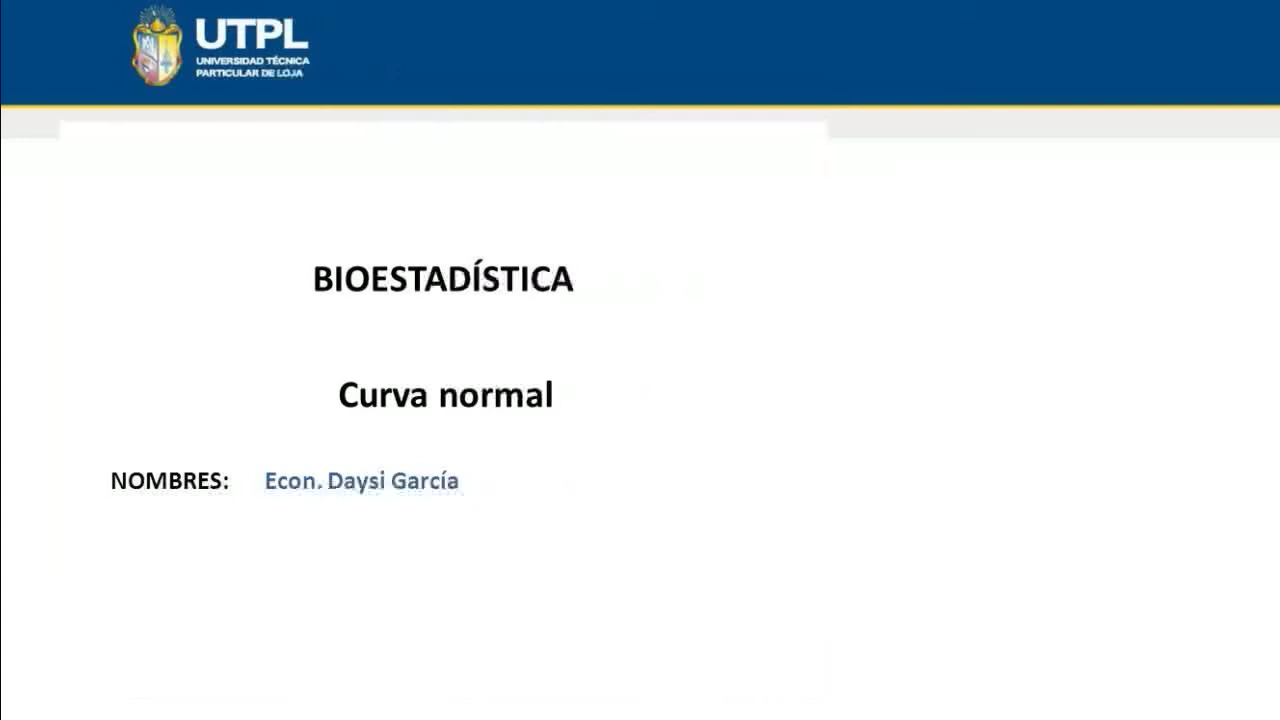 UTPL
UNIVERSIDAD TÉCNICA
PARTICULAR DE LOJA
BIOESTADÍSTICA
Curva normal
NOMBRES: Econ. Daysi García